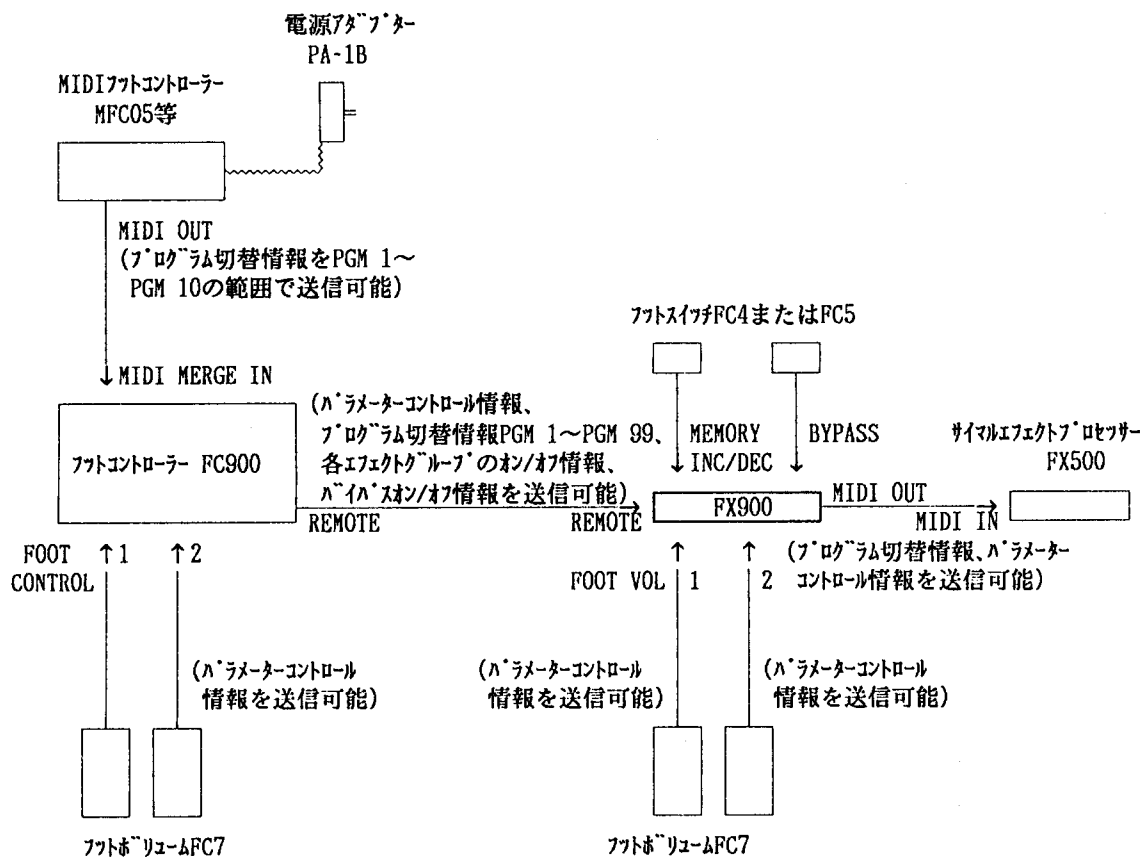 電源ｱﾀﾞﾌﾟﾀｰ
PA-1B
MIDIﾌｯﾄｺﾝﾄﾛｰﾗｰ
MFC05等
MIDI OUT
(ﾌﾟﾛｸﾞﾗﾑ切替情報をPGM 1～
PGM 10の範囲で送信可能)
ﾌｯﾄｽｲｯﾁFC4またはFC5
↓MIDI MERGE IN
(ﾊﾟﾗﾒｰﾀｰｺﾝﾄﾛｰﾙ情報、
ﾌﾟﾛｸﾞﾗﾑ切替情報PGM 1～PGM 99、
各ｴﾌｪｸﾄｸﾞﾙｰﾌﾟのｵﾝ/ｵﾌ情報、
ﾊﾞｲﾊﾟｽｵﾝ/ｵﾌ情報を送信可能)
ﾌｯﾄｺﾝﾄﾛｰﾗｰ FC900
REMOTE
REMOTE
MEMORY
INC/DEC
BYPASS
FX900
ｻｲﾏﾙｴﾌｪｸﾄﾌﾟﾛｾｯｻｰ
FX500
MIDI OUT
MIDI IN
(ﾌﾟﾛｸﾞﾗﾑ切替情報、ﾊﾟﾗﾒｰﾀｰ
ｺﾝﾄﾛｰﾙ情報を送信可能)
FOOT
CONTROL
↑1
↑2
FOOT VOL
↑
1
↑
2
(ﾊﾟﾗﾒｰﾀｰｺﾝﾄﾛｰﾙ
情報を送信可能)
(ﾊﾟﾗﾒｰﾀｰｺﾝﾄﾛｰﾙ
情報を送信可能)
(ﾊﾟﾗﾒｰﾀｰｺﾝﾄﾛｰﾙ
情報を送信可能)
ﾌｯﾄﾎﾞﾘｭｰﾑFC7
ﾌｯﾄﾎﾞﾘｭｰﾑFC7